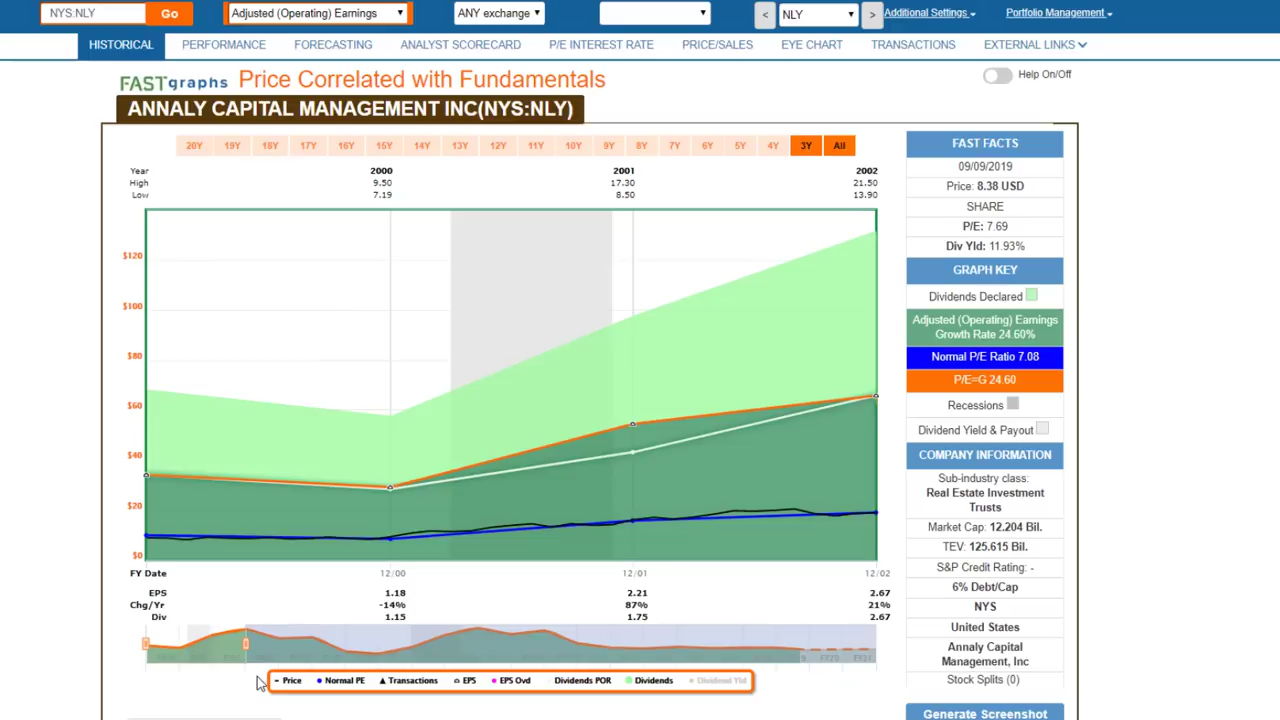 NYS:NLY Go Adjusted (Operating) Earnings ANY exchange < NLY > Additional Settings Portfolio Management
HISTORICAL PERFORMANCE FORECASTING ANALYST SCORECARD P/E INTEREST RATE PRICE/SALES EYE CHART TRANSACTIONS EXTERNAL LINKS
FASTgraphs Price Correlated with Fundamentals
Help On/Off
ANNALY CAPITAL MANAGEMENT INC(NYS:NLY)
20Y 19Y 18Y 17Y 16Y 15Y 14Y 13Y 12Y 11Y 10Y 9Y 8Y 7Y 6Y 5Y 4Y 3Y All
Year 2000 2001 2002
High 9.50 17.30 21.50
Low 7.19 8.50 13.90
$120
$100
$80
$60
$40
$20
$0
FY Date 12/00 12/01 12/02
EPS 1.18 2.21 2.67
Chg/Yr -14% 87% 21%
Div 1.15 1.75 2.67
Price Normal PE Transactions EPS EPS Ovd Dividends POR Dividends Dividend Yld
FAST FACTS
09/09/2019
Price: 8.38 USD
SHARE
P/E: 7.69
Div Yld: 11.93%
GRAPH KEY
Dividends Declared
Adjusted (Operating) Earnings
Growth Rate 24.60%
Normal P/E Ratio 7.08
P/E=G 24.60
Recessions
Dividend Yield & Payout
COMPANY INFORMATION
Sub-industry class:
Real Estate Investment
Trusts
Market Cap: 12.204 Bil.
TEV: 125.615 Bil.
S&P Credit Rating: -
6% Debt/Cap
NYS
United States
Annaly Capital
Management, Inc
Stock Splits (0)
Generate Screenshot